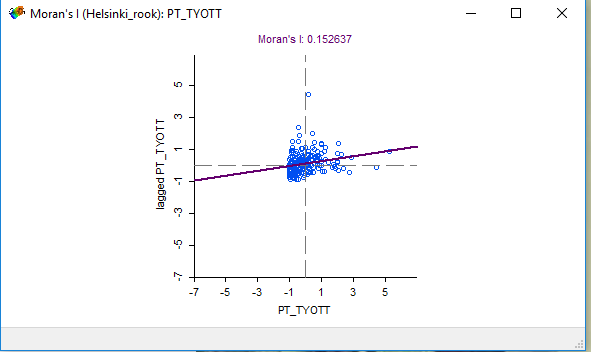 Moran's I (Helsinki_rook): PT_TYOTT
Moran's I: 0.152637
lagged PT_TYOTT
5
3
1
-1
-3
-5
-7
-7 -5 -3 -1 1 3 5
PT_TYOTT